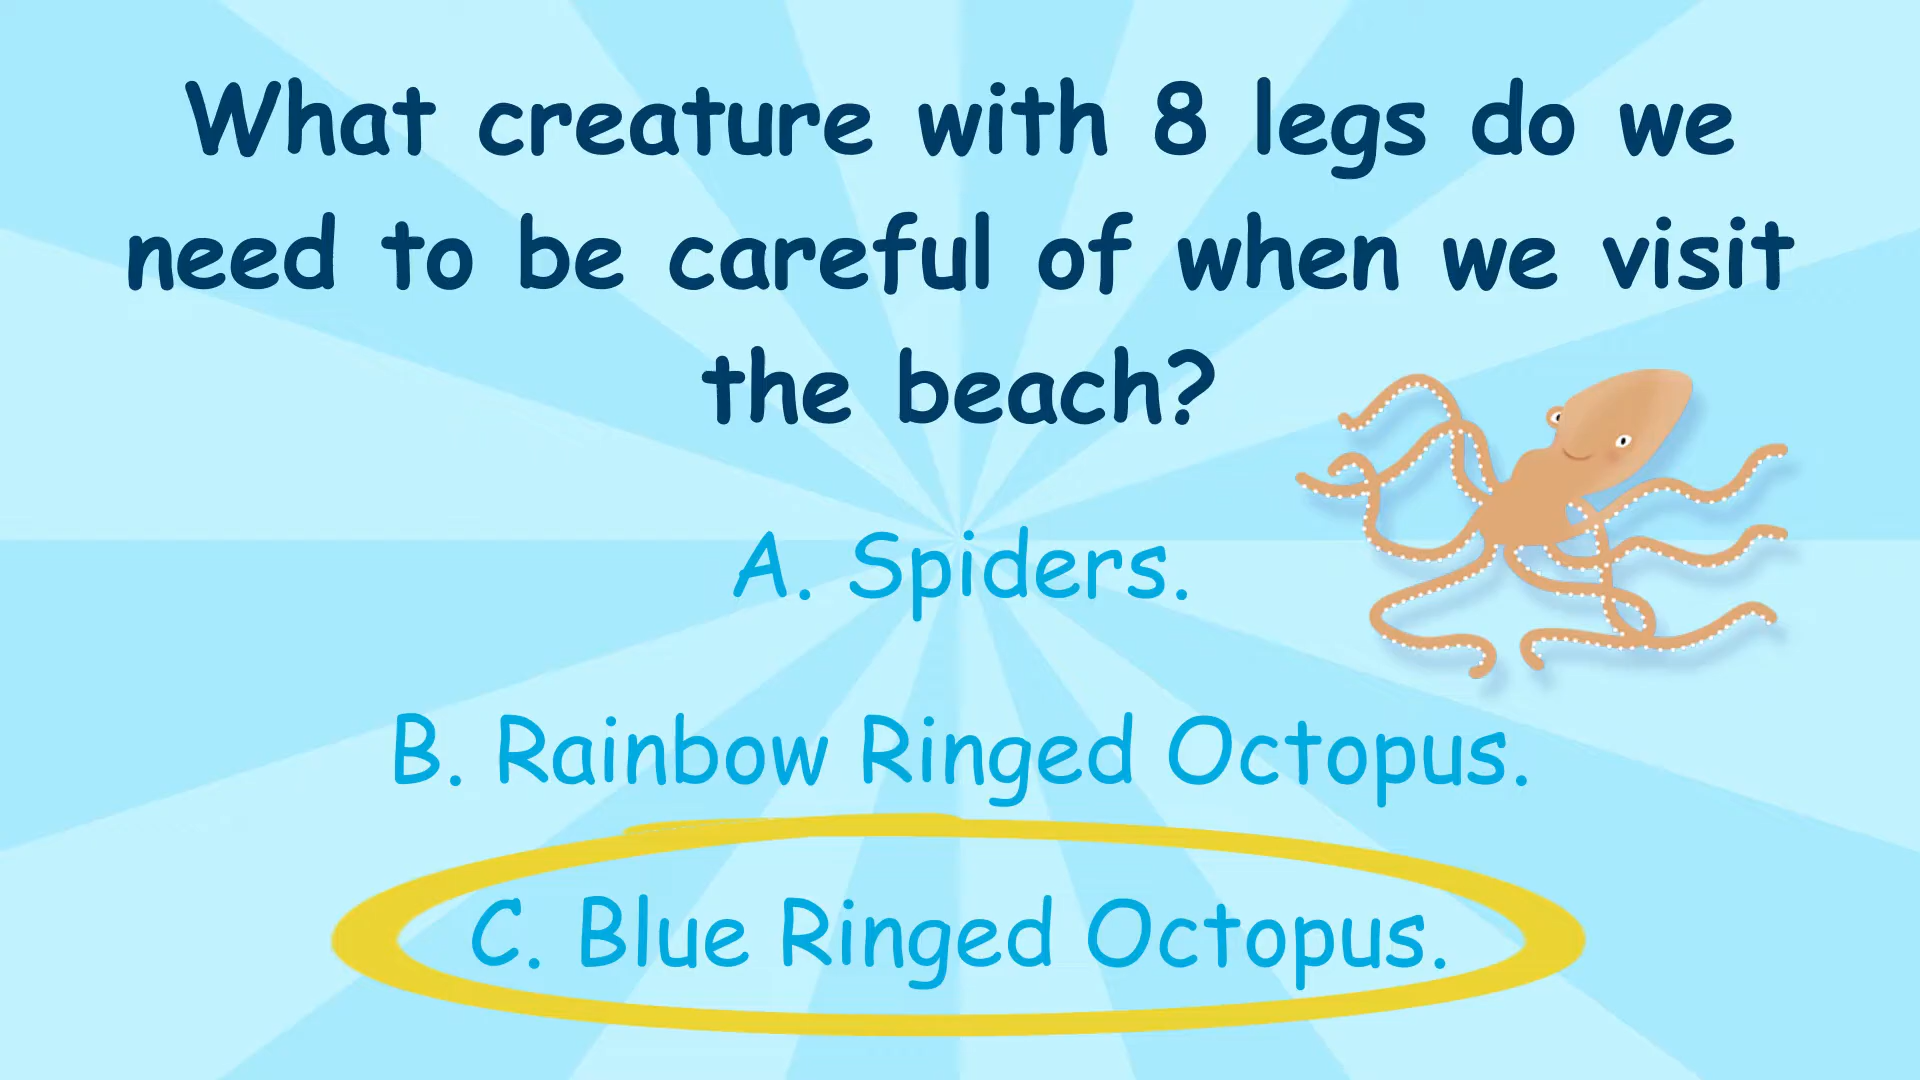 What creature with 8 legs do we
need to be careful of when we visit
the beach?
A. Spiders.
B. Rainbow Ringed Octopus.
C. Blue Ringed Octopus.